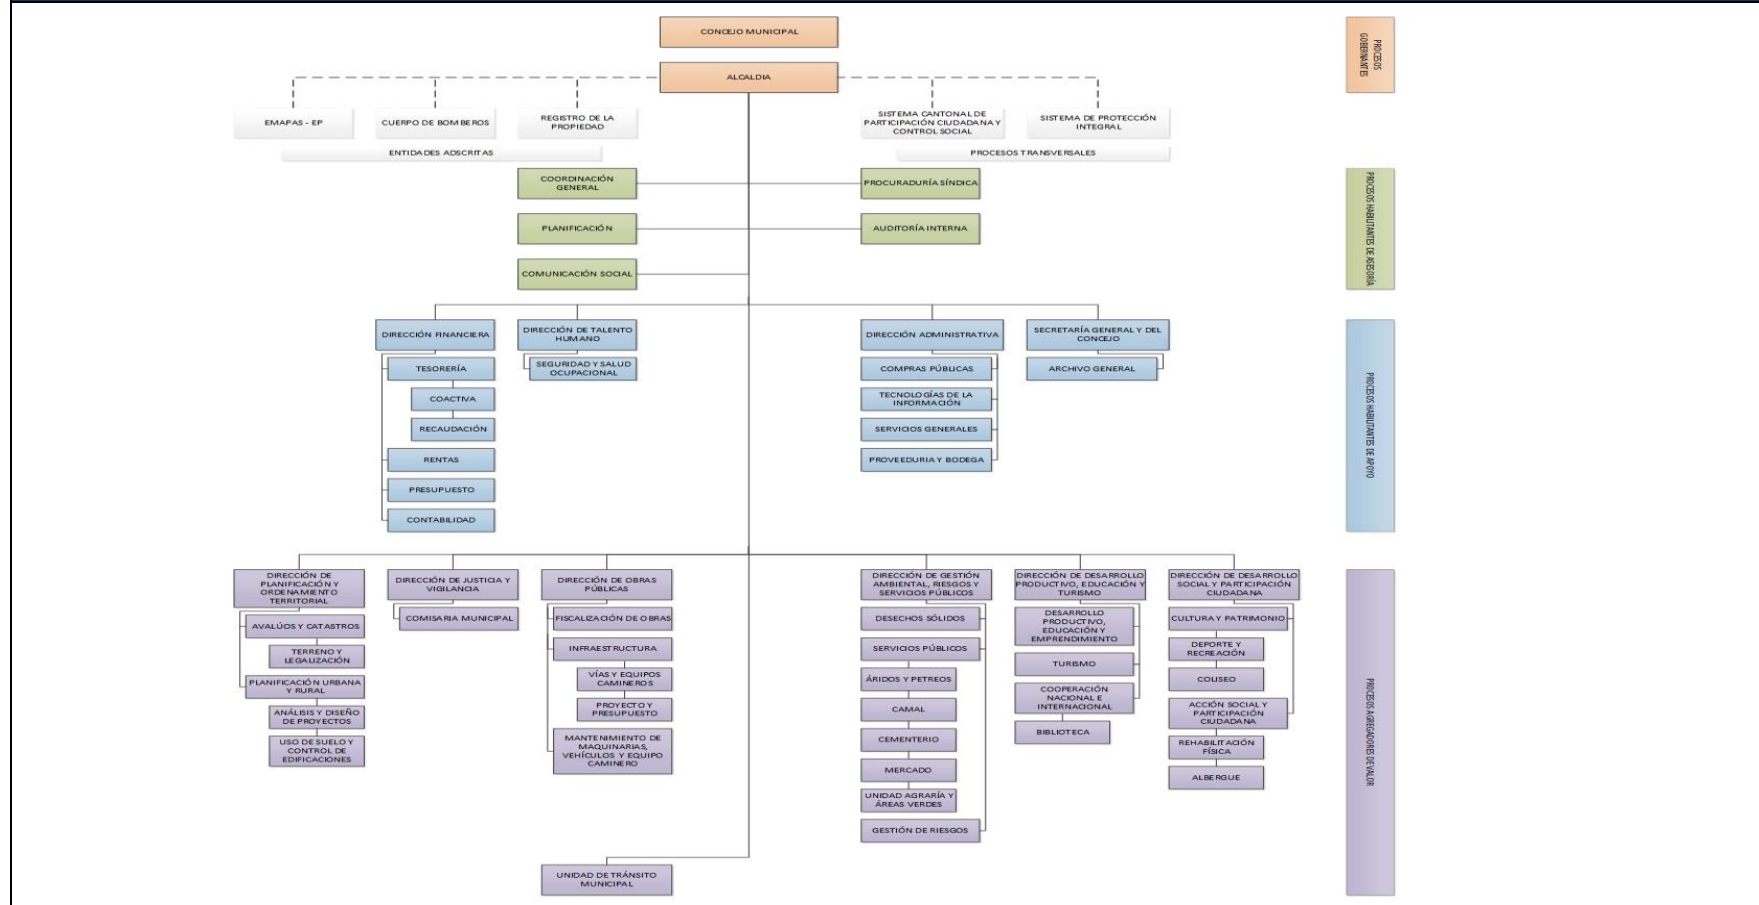 CONCEJO MUNICIPAL
PROCESOS
GOBERNANTES
ALCALDIA
EMAPAS - EP
CUERPO DE BOMBEROS
REGISTRO DE LA
PROPIEDAD
SISTEMA CANTONAL DE
PARTICIPACIÓN CIUDADANA Y
CONTROL SOCIAL
SISTEMA DE PROTECCIÓN
INTEGRAL
ENTIDADES ADSCRITAS
PROCESOS TRANSVERSALES
COORDINACIÓN
GENERAL
PROCURADURÍA SÍNDICA
PLANIFICACIÓN
AUDITORÍA INTERNA
COMUNICACIÓN SOCIAL
PROCESOS HABILITANTES DE ASESORÍA
DIRECCIÓN FINANCIERA
TESORERÍA
COACTIVA
RECAUDACIÓN
RENTAS
PRESUPUESTO
CONTABILIDAD
DIRECCIÓN DE TALENTO
HUMANO
SEGURIDAD Y SALUD
OCUPACIONAL
DIRECCIÓN ADMINISTRATIVA
COMPRAS PÚBLICAS
TECNOLOGÍAS DE LA
INFORMACIÓN
SERVICIOS GENERALES
PROVEEDURIA Y BODEGA
SECRETARÍA GENERAL Y DEL
CONCEJO
ARCHIVO GENERAL
PROCESOS HABILITANTES DE APOYO
DIRECCIÓN DE
PLANIFICACIÓN Y
ORDENAMIENTO
TERRITORIAL
AVALÚOS Y CATASTROS
TERRENO Y
LEGALIZACIÓN
PLANIFICACIÓN URBANA
Y RURAL
ANÁLISIS Y DISEÑO
DE PROYECTOS
USO DE SUELO Y
CONTROL DE
EDIFICACIONES
DIRECCIÓN DE JUSTICIA Y
VIGILANCIA
COMISARIA MUNICIPAL
DIRECCIÓN DE OBRAS
PÚBLICAS
FISCALIZACIÓN DE OBRAS
INFRAESTRUCTURA
VÍAS Y EQUIPOS
CAMINEROS
PROYECTO Y
PRESUPUESTO
MANTENIMIENTO DE
MAQUINARIAS,
VEHÍCULOS Y EQUIPO
CAMINERO
DIRECCIÓN DE GESTIÓN
AMBIENTAL, RIESGOS Y
SERVICIOS PÚBLICOS
DESECHOS SÓLIDOS
SERVICIOS PÚBLICOS
ÁRIDOS Y PETREOS
CAMAL
CEMENTERIO
MERCADO
UNIDAD AGRARÍA Y
ÁREAS VERDES
GESTIÓN DE RIESGOS
DIRECCIÓN DE DESARROLLO
PRODUCTIVO, EDUCACIÓN Y
TURISMO
DESARROLLO
PRODUCTIVO,
EDUCACIÓN Y
EMPRENDIMIENTO
TURISMO
COOPERACIÓN
NACIONAL E
INTERNACIONAL
BIBLIOTECA
DIRECCIÓN DE DESARROLLO
SOCIAL Y PARTICIPACIÓN
CIUDADANA
CULTURA Y PATRIMONIO
DEPORTE Y
RECREACIÓN
COLISEO
ACCIÓN SOCIAL Y
PARTICIPACIÓN
CIUDADANA
REHABILITACIÓN
FÍSICA
ALBERGUE
PROCESOS AGREGADORES DE VALOR
UNIDAD DE TRÁNSITO
MUNICIPAL